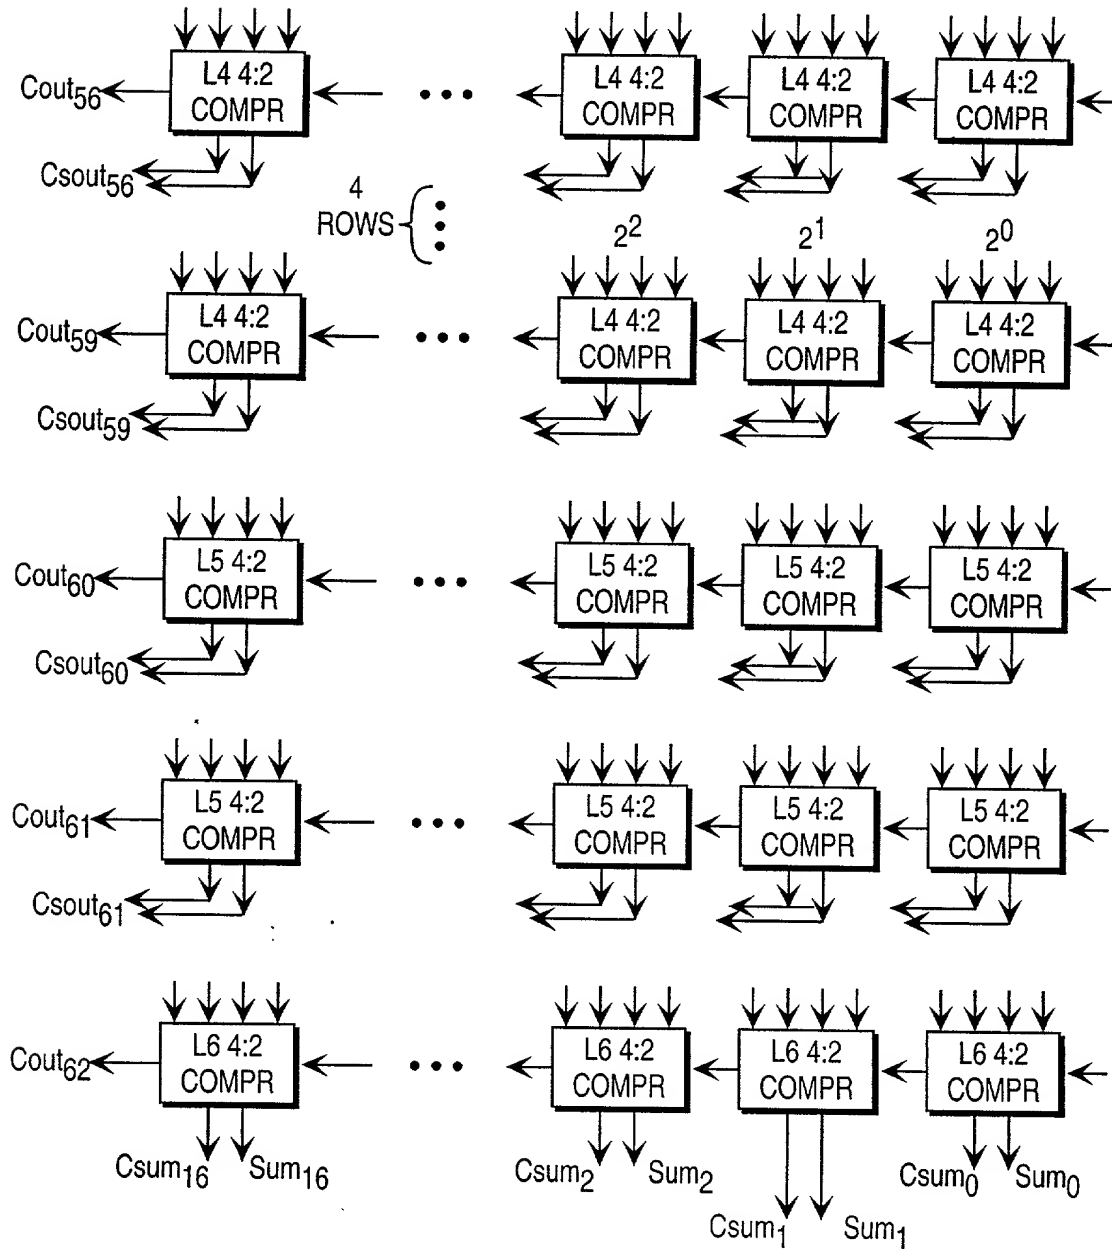 L4 4:2 COMPR
L4 4:2 COMPR
L4 4:2 COMPR
L4 4:2 COMPR
Cout56
Csout56
4 ROWS
2^2
2^1
2^0
L4 4:2 COMPR
L4 4:2 COMPR
L4 4:2 COMPR
L4 4:2 COMPR
Cout59
Csout59
L5 4:2 COMPR
L5 4:2 COMPR
L5 4:2 COMPR
L5 4:2 COMPR
Cout60
Csout60
L5 4:2 COMPR
L5 4:2 COMPR
L5 4:2 COMPR
L5 4:2 COMPR
Cout61
Csout61
L6 4:2 COMPR
L6 4:2 COMPR
L6 4:2 COMPR
L6 4:2 COMPR
Cout62
Csum16 Sum16
Csum2 Sum2
Csum0 Sum0
Csum1 Sum1